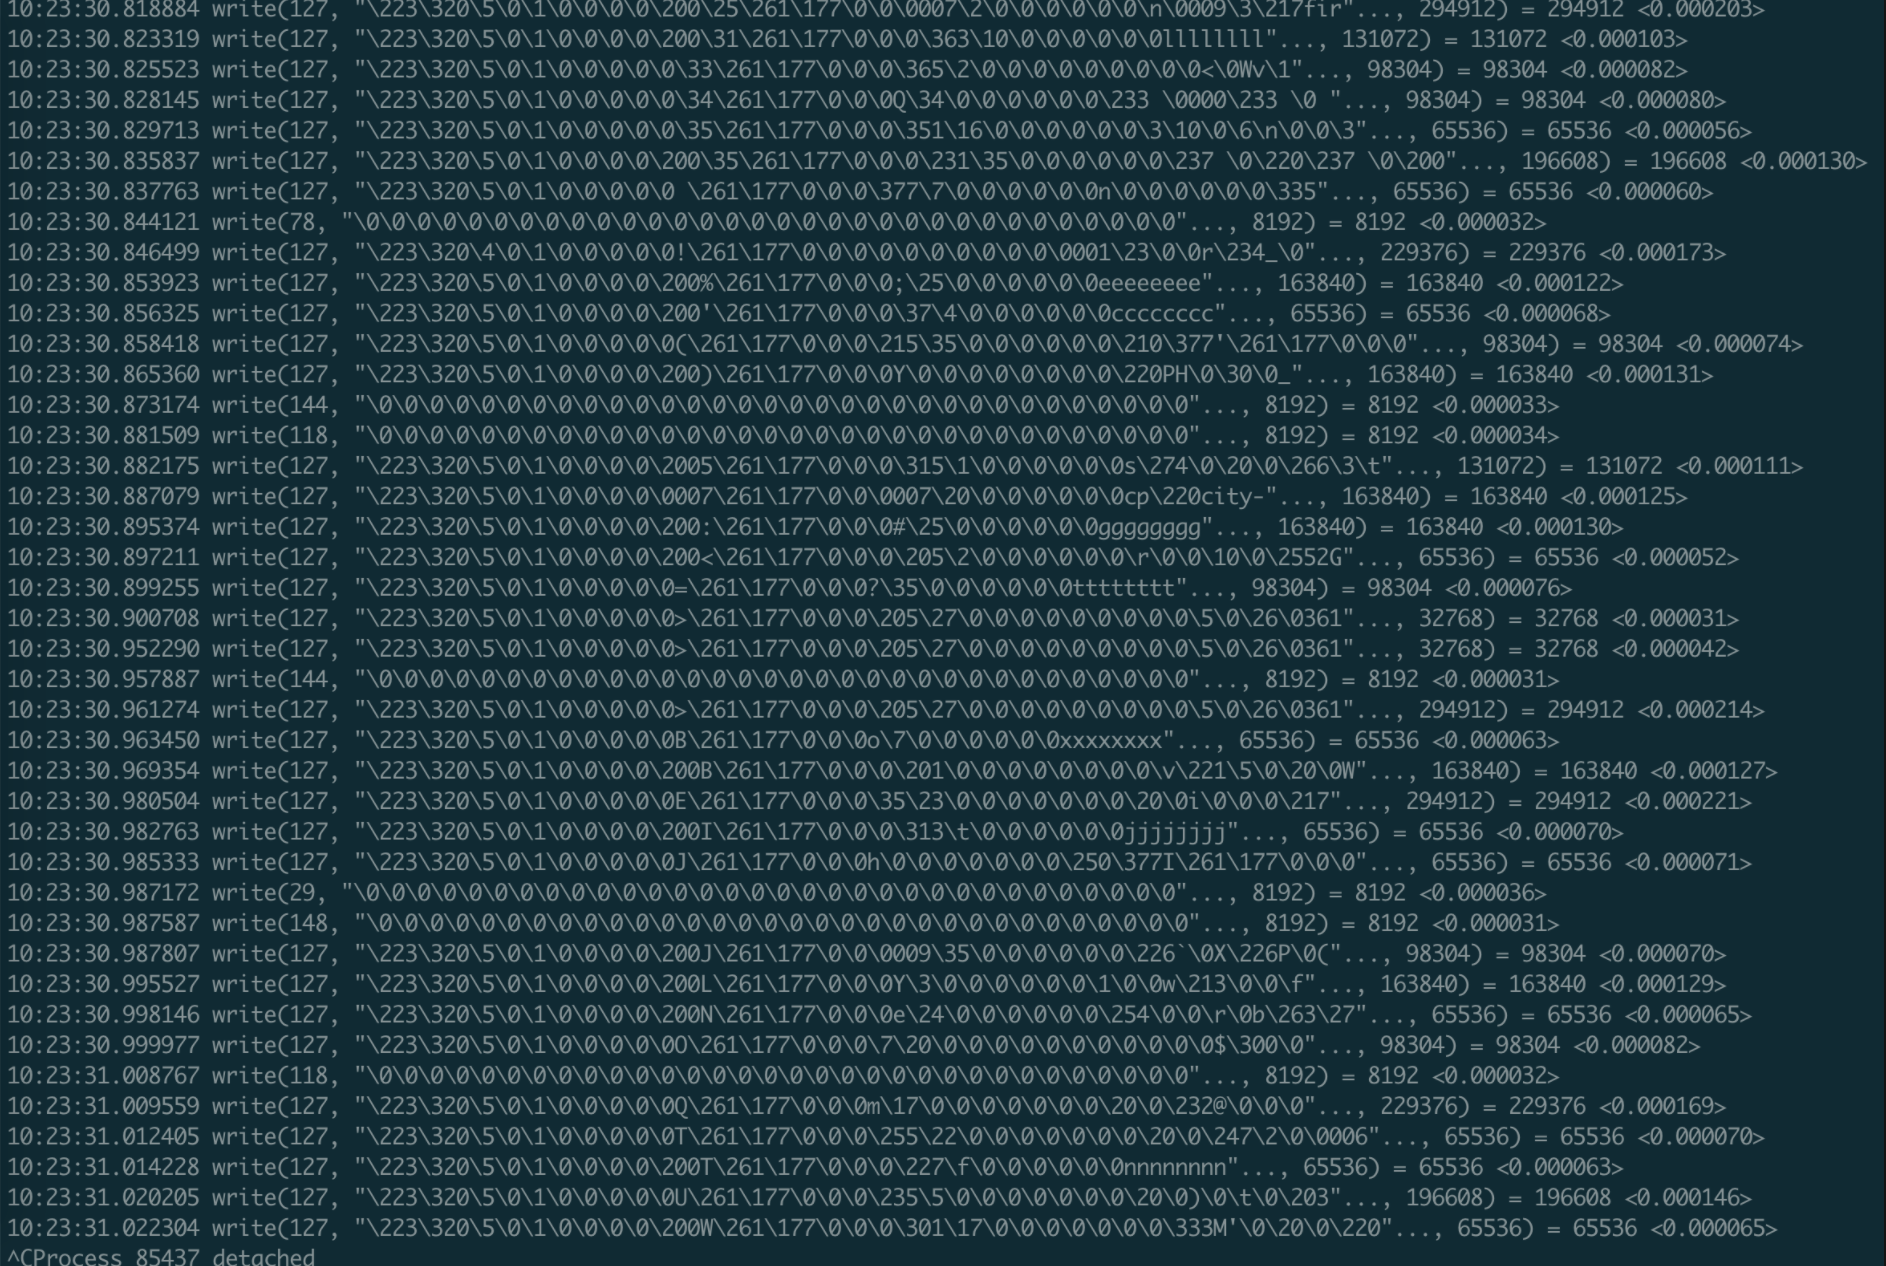 10:23:30.818884 write(127, "\223\320\5\0\1\0\0\0\0\200\25\261\177\0\0\0007\2\0\0\0\0\0\0\n\0009\3\217fir"..., 294912) = 294912 <0.000203>
10:23:30.823319 write(127, "\223\320\5\0\1\0\0\0\0\200\31\261\177\0\0\0\363\10\0\0\0\0\0\0llllllll"..., 131072) = 131072 <0.000103>
10:23:30.825523 write(127, "\223\320\5\0\1\0\0\0\0\0\33\261\177\0\0\0\365\2\0\0\0\0\0\0\0\0\0<\0Wv\1"..., 98304) = 98304 <0.000082>
10:23:30.828145 write(127, "\223\320\5\0\1\0\0\0\0\0\34\261\177\0\0\0Q\34\0\0\0\0\0\0\233 \0000\233 \0 "..., 98304) = 98304 <0.000080>
10:23:30.829713 write(127, "\223\320\5\0\1\0\0\0\0\0\35\261\177\0\0\0\351\16\0\0\0\0\0\0\3\10\0\6\n\0\0\3"..., 65536) = 65536 <0.000056>
10:23:30.835837 write(127, "\223\320\5\0\1\0\0\0\0\200\35\261\177\0\0\0\231\35\0\0\0\0\0\0\237 \0\220\237 \0\200"..., 196608) = 196608 <0.000130>
10:23:30.837763 write(127, "\223\320\5\0\1\0\0\0\0\0 \261\177\0\0\0\377\7\0\0\0\0\0\0n\0\0\0\0\0\0\335"..., 65536) = 65536 <0.000060>
10:23:30.844121 write(78, "\0\0\0\0\0\0\0\0\0\0\0\0\0\0\0\0\0\0\0\0\0\0\0\0\0\0\0\0\0\0\0\0"..., 8192) = 8192 <0.000032>
10:23:30.846499 write(127, "\223\320\4\0\1\0\0\0\0\0!\261\177\0\0\0\0\0\0\0\0\0\0\0\0001\23\0\0r\234_\0"..., 229376) = 229376 <0.000173>
10:23:30.853923 write(127, "\223\320\5\0\1\0\0\0\0\200%\261\177\0\0\0;\25\0\0\0\0\0\0eeeeeeee"..., 163840) = 163840 <0.000122>
10:23:30.856325 write(127, "\223\320\5\0\1\0\0\0\0\200'\261\177\0\0\0\37\4\0\0\0\0\0\0cccccccc"..., 65536) = 65536 <0.000068>
10:23:30.858418 write(127, "\223\320\5\0\1\0\0\0\0\0(\261\177\0\0\0\215\35\0\0\0\0\0\0\210\377'\261\177\0\0\0"..., 98304) = 98304 <0.000074>
10:23:30.865360 write(127, "\223\320\5\0\1\0\0\0\0\200)\261\177\0\0\0Y\0\0\0\0\0\0\0\220PH\0\30\0_"..., 163840) = 163840 <0.000131>
10:23:30.873174 write(144, "\0\0\0\0\0\0\0\0\0\0\0\0\0\0\0\0\0\0\0\0\0\0\0\0\0\0\0\0\0\0\0\0"..., 8192) = 8192 <0.000033>
10:23:30.881509 write(118, "\0\0\0\0\0\0\0\0\0\0\0\0\0\0\0\0\0\0\0\0\0\0\0\0\0\0\0\0\0\0\0\0"..., 8192) = 8192 <0.000034>
10:23:30.882175 write(127, "\223\320\5\0\1\0\0\0\0\2005\261\177\0\0\0\315\1\0\0\0\0\0\0s\274\0\20\0\266\3\t"..., 131072) = 131072 <0.000111>
10:23:30.887079 write(127, "\223\320\5\0\1\0\0\0\0\0007\261\177\0\0\0007\20\0\0\0\0\0\0cp\220city-"..., 163840) = 163840 <0.000125>
10:23:30.895374 write(127, "\223\320\5\0\1\0\0\0\0\200:\261\177\0\0\0#\25\0\0\0\0\0\0gggggggg"..., 163840) = 163840 <0.000130>
10:23:30.897211 write(127, "\223\320\5\0\1\0\0\0\0\200<\261\177\0\0\0\205\2\0\0\0\0\0\0\r\0\0\10\0\2552G"..., 65536) = 65536 <0.000052>
10:23:30.899255 write(127, "\223\320\5\0\1\0\0\0\0\0=\261\177\0\0\0?\35\0\0\0\0\0\0tttttttt"..., 98304) = 98304 <0.000076>
10:23:30.900708 write(127, "\223\320\5\0\1\0\0\0\0\0>\261\177\0\0\0\205\27\0\0\0\0\0\0\0\0\0\5\0\26\0361"..., 32768) = 32768 <0.000031>
10:23:30.952290 write(127, "\223\320\5\0\1\0\0\0\0\0>\261\177\0\0\0\205\27\0\0\0\0\0\0\0\0\0\5\0\26\0361"..., 32768) = 32768 <0.000042>
10:23:30.957887 write(144, "\0\0\0\0\0\0\0\0\0\0\0\0\0\0\0\0\0\0\0\0\0\0\0\0\0\0\0\0\0\0\0\0"..., 8192) = 8192 <0.000031>
10:23:30.961274 write(127, "\223\320\5\0\1\0\0\0\0\0>\261\177\0\0\0\205\27\0\0\0\0\0\0\0\0\0\5\0\26\0361"..., 294912) = 294912 <0.000214>
10:23:30.963450 write(127, "\223\320\5\0\1\0\0\0\0\0B\261\177\0\0\0o\7\0\0\0\0\0\0xxxxxxxx"..., 65536) = 65536 <0.000063>
10:23:30.969354 write(127, "\223\320\5\0\1\0\0\0\0\200B\261\177\0\0\0\201\0\0\0\0\0\0\0\0\v\221\5\0\20\0W"..., 163840) = 163840 <0.000127>
10:23:30.980504 write(127, "\223\320\5\0\1\0\0\0\0\0E\261\177\0\0\0\35\23\0\0\0\0\0\0\0\20\0i\0\0\0\217"..., 294912) = 294912 <0.000221>
10:23:30.982763 write(127, "\223\320\5\0\1\0\0\0\0\200I\261\177\0\0\0\313\t\0\0\0\0\0\0jjjjjjjj"..., 65536) = 65536 <0.000070>
10:23:30.985333 write(127, "\223\320\5\0\1\0\0\0\0\0J\261\177\0\0\0h\0\0\0\0\0\0\0\250\377I\261\177\0\0\0"..., 65536) = 65536 <0.000071>
10:23:30.987172 write(29, "\0\0\0\0\0\0\0\0\0\0\0\0\0\0\0\0\0\0\0\0\0\0\0\0\0\0\0\0\0\0\0\0"..., 8192) = 8192 <0.000036>
10:23:30.987587 write(148, "\0\0\0\0\0\0\0\0\0\0\0\0\0\0\0\0\0\0\0\0\0\0\0\0\0\0\0\0\0\0\0\0"..., 8192) = 8192 <0.000031>
10:23:30.987807 write(127, "\223\320\5\0\1\0\0\0\0\200J\261\177\0\0\0009\35\0\0\0\0\0\0\226`\0X\226P\0("..., 98304) = 98304 <0.000070>
10:23:30.995527 write(127, "\223\320\5\0\1\0\0\0\0\200L\261\177\0\0\0Y\3\0\0\0\0\0\0\1\0\0w\213\0\0\f"..., 163840) = 163840 <0.000129>
10:23:30.998146 write(127, "\223\320\5\0\1\0\0\0\0\200N\261\177\0\0\0e\24\0\0\0\0\0\0\254\0\0\r\0b\263\27"..., 65536) = 65536 <0.000065>
10:23:30.999977 write(127, "\223\320\5\0\1\0\0\0\0\0O\261\177\0\0\0\7\20\0\0\0\0\0\0\0\0\0\0\0$\300\0"..., 98304) = 98304 <0.000082>
10:23:31.008767 write(118, "\0\0\0\0\0\0\0\0\0\0\0\0\0\0\0\0\0\0\0\0\0\0\0\0\0\0\0\0\0\0\0\0"..., 8192) = 8192 <0.000032>
10:23:31.009559 write(127, "\223\320\5\0\1\0\0\0\0\0Q\261\177\0\0\0m\17\0\0\0\0\0\0\0\20\0\232@\0\0\0"..., 229376) = 229376 <0.000169>
10:23:31.012405 write(127, "\223\320\5\0\1\0\0\0\0\0T\261\177\0\0\0\255\22\0\0\0\0\0\0\0\20\0\247\2\0\0006"..., 65536) = 65536 <0.000070>
10:23:31.014228 write(127, "\223\320\5\0\1\0\0\0\0\200T\261\177\0\0\0\227\f\0\0\0\0\0\0nnnnnnnn"..., 65536) = 65536 <0.000063>
10:23:31.020205 write(127, "\223\320\5\0\1\0\0\0\0\0U\261\177\0\0\0\235\5\0\0\0\0\0\0\0\20\0)\0\t\0\203"..., 196608) = 196608 <0.000146>
10:23:31.022304 write(127, "\223\320\5\0\1\0\0\0\0\200W\261\177\0\0\0\301\17\0\0\0\0\0\0\0\333M'\0\20\0\220"..., 65536) = 65536 <0.000065>
^CProcess 85437 detached